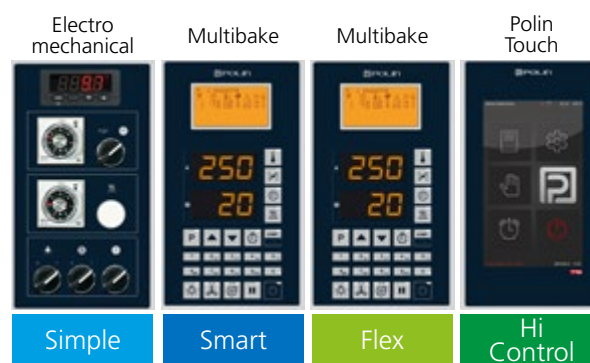 Electro
mechanical
Multibake
Multibake
Polin
Touch
POLIN
POLIN
POLIN
250
20
250
20
P
P
Simple
Smart
Flex
Hi
Control